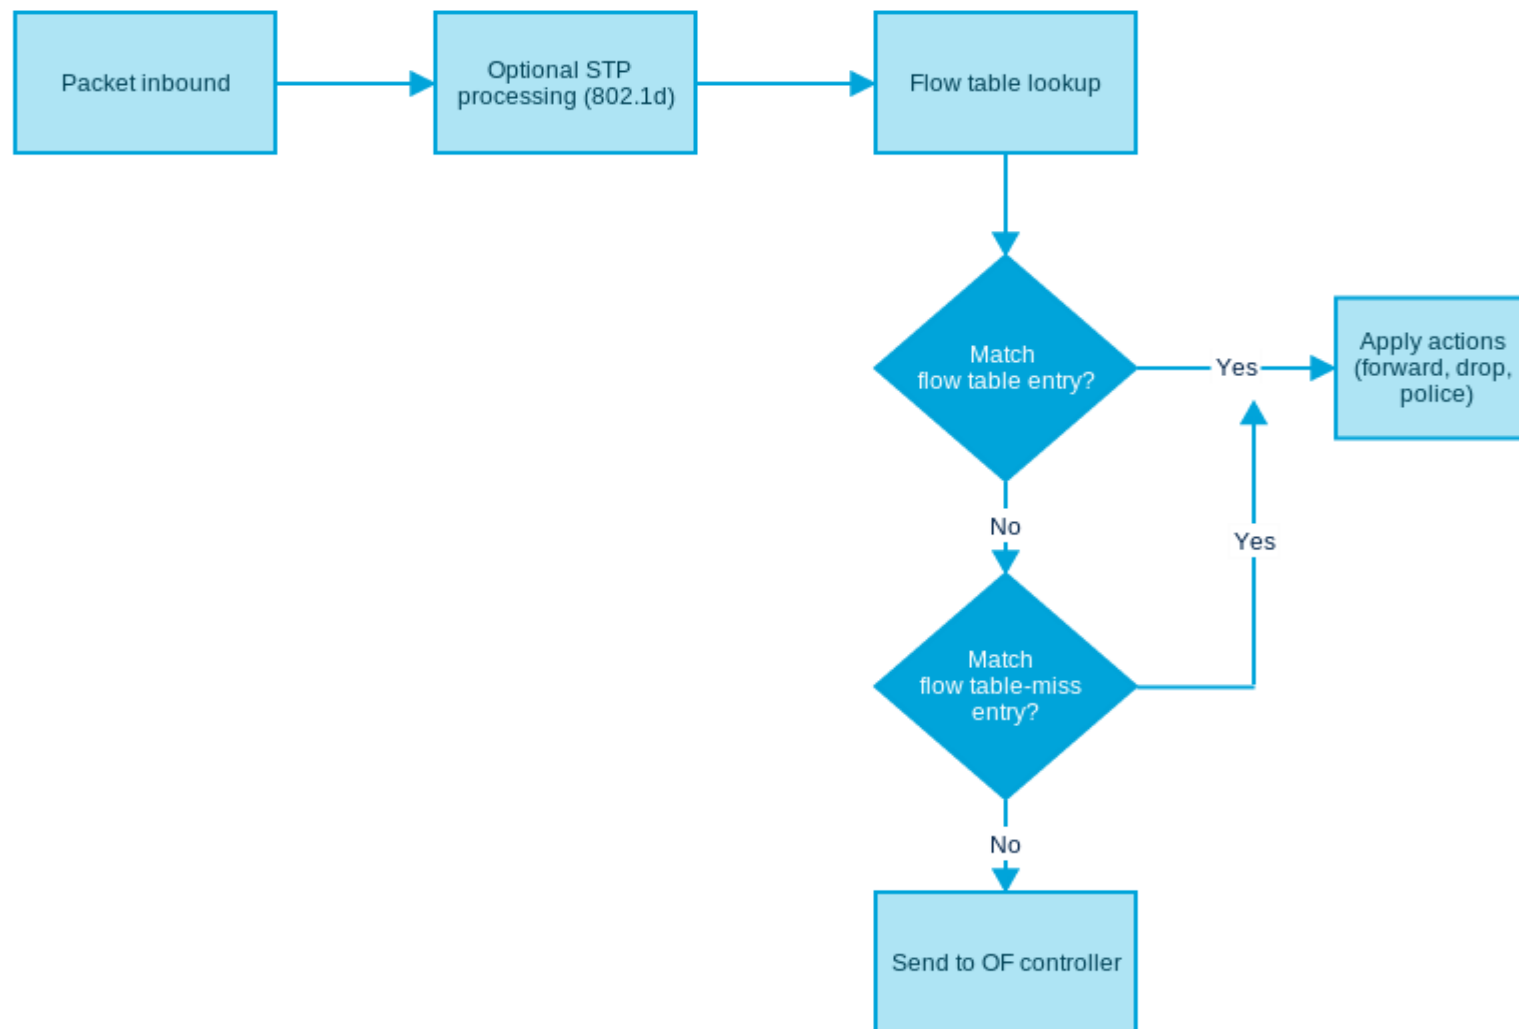 Packet inbound
Optional STP
processing (802.1d)
Flow table lookup
Match
flow table entry?
Yes
Apply actions
(forward, drop,
police)
No
Yes
Match
flow table-miss
entry?
No
Send to OF controller